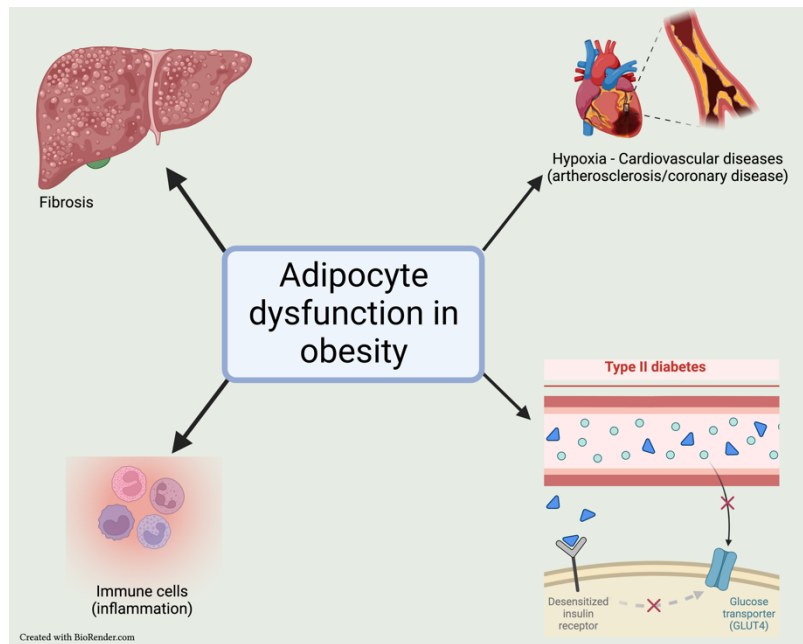 Fibrosis
Hypoxia - Cardiovascular diseases
(artherosclerosis/coronary disease)
Adipocyte
dysfunction in
obesity
Type II diabetes
Immune cells
(inflammation)
Desensitized
insulin
receptor
Glucose
transporter
(GLUT4)
Created with BioRender.com